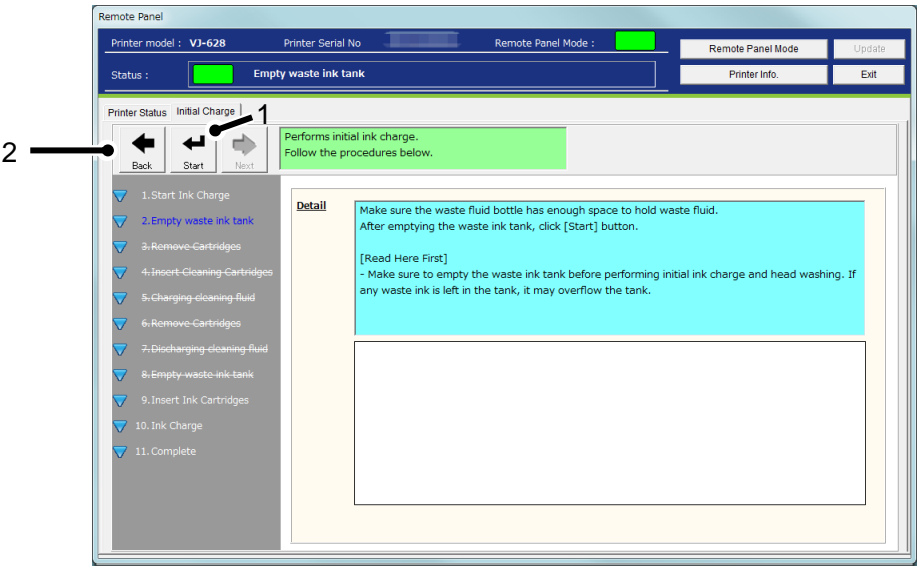 Remote Panel
Printer model : VJ-628 Printer Serial No Remote Panel Mode :
Remote Panel Mode Update
Status : Empty waste ink tank
Printer Info. Exit
Printer Status Initial Charge
1
2
Back Start Next
Performs initial ink charge.
Follow the procedures below.
1.Start Ink Charge
2.Empty waste ink tank
3.Remove Cartridges
4.Insert Cleaning Cartridges
5.Charging cleaning fluid
6.Remove Cartridges
7.Discharging cleaning fluid
8.Empty waste ink tank
9.Insert Ink Cartridges
10.Ink Charge
11.Complete
Detail
Make sure the waste fluid bottle has enough space to hold waste fluid.
After emptying the waste ink tank, click [Start] button.
[Read Here First]
- Make sure to empty the waste ink tank before performing initial ink charge and head washing. If
any waste ink is left in the tank, it may overflow the tank.